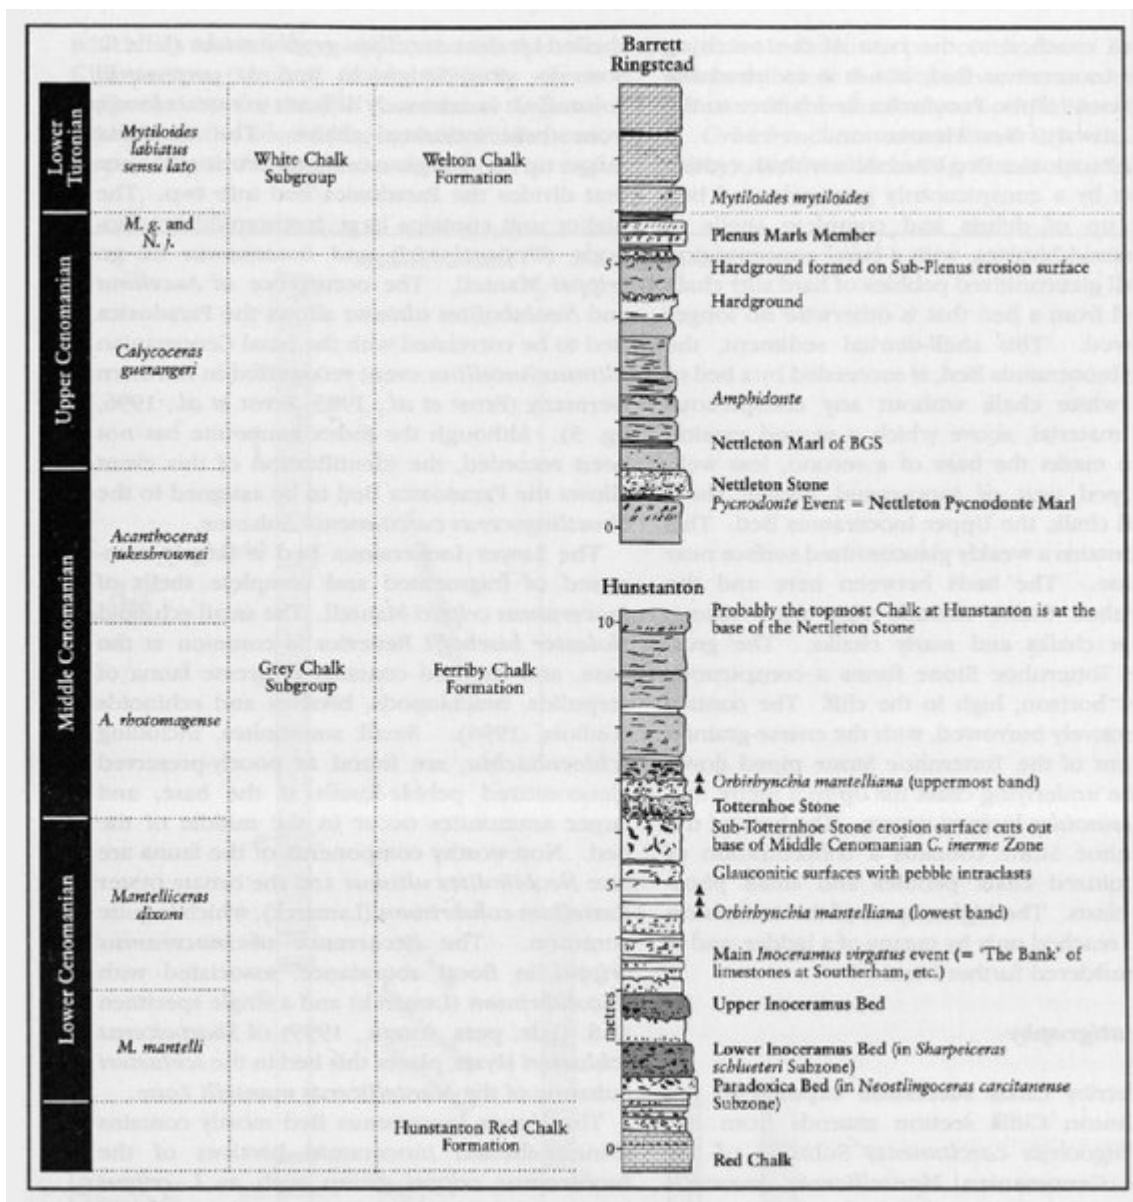 Barrett
Ringstead
Lower
Turonian
Mytiloides
labiatus
sensu lato
White Chalk
Subgroup
Welton Chalk
Formation
Mytiloides mytiloides
M. g. and
N. j.
Plenus Marls Member
5
Hardground formed on Sub-Plenus erosion surface
Hardground
Upper Cenomanian
Calycoceras
guerangeri
Amphidonte
Nettleton Marl of BGS
Nettleton Stone
Pycnodonte Event = Nettleton Pycnodonte Marl
0
Acanthoceras
jukesbrownei
Hunstanton
10
Probably the topmost Chalk at Hunstanton is at the
base of the Nettleton Stone
Middle Cenomanian
Grey Chalk
Subgroup
Ferriby Chalk
Formation
A. rhotomagense
Orbirhynchia mantelliana (uppermost band)
Totternhoe Stone
Sub-Totternhoe Stone erosion surface cuts out
base of Middle Cenomanian C. inerme Zone
Glauconitic surfaces with pebble intraclasts
5
Lower Cenomanian
Mantelliceras
dixoni
Orbirhynchia mantelliana (lowest band)
Main Inoceramus virgatus event (= 'The Bank' of
limestones at Southerham, etc.)
metres
Upper Inoceramus Bed
M. mantelli
Lower Inoceramus Bed (in Sharpeiceras
schlueteri Subzone)
Paradoxica Bed (in Neostlingoceras carcitanense
Subzone)
Hunstanton Red Chalk
Formation
0
Red Chalk